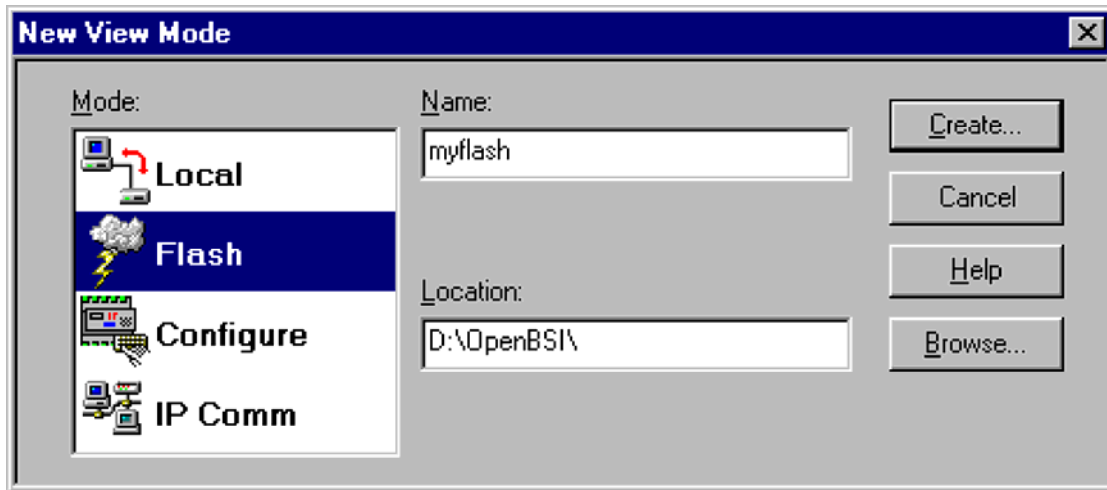 New View Mode
Mode:
Local
Flash
Configure
IP Comm
Name:
myflash
Location:
D:\OpenBSI\
Create...
Cancel
Help
Browse...